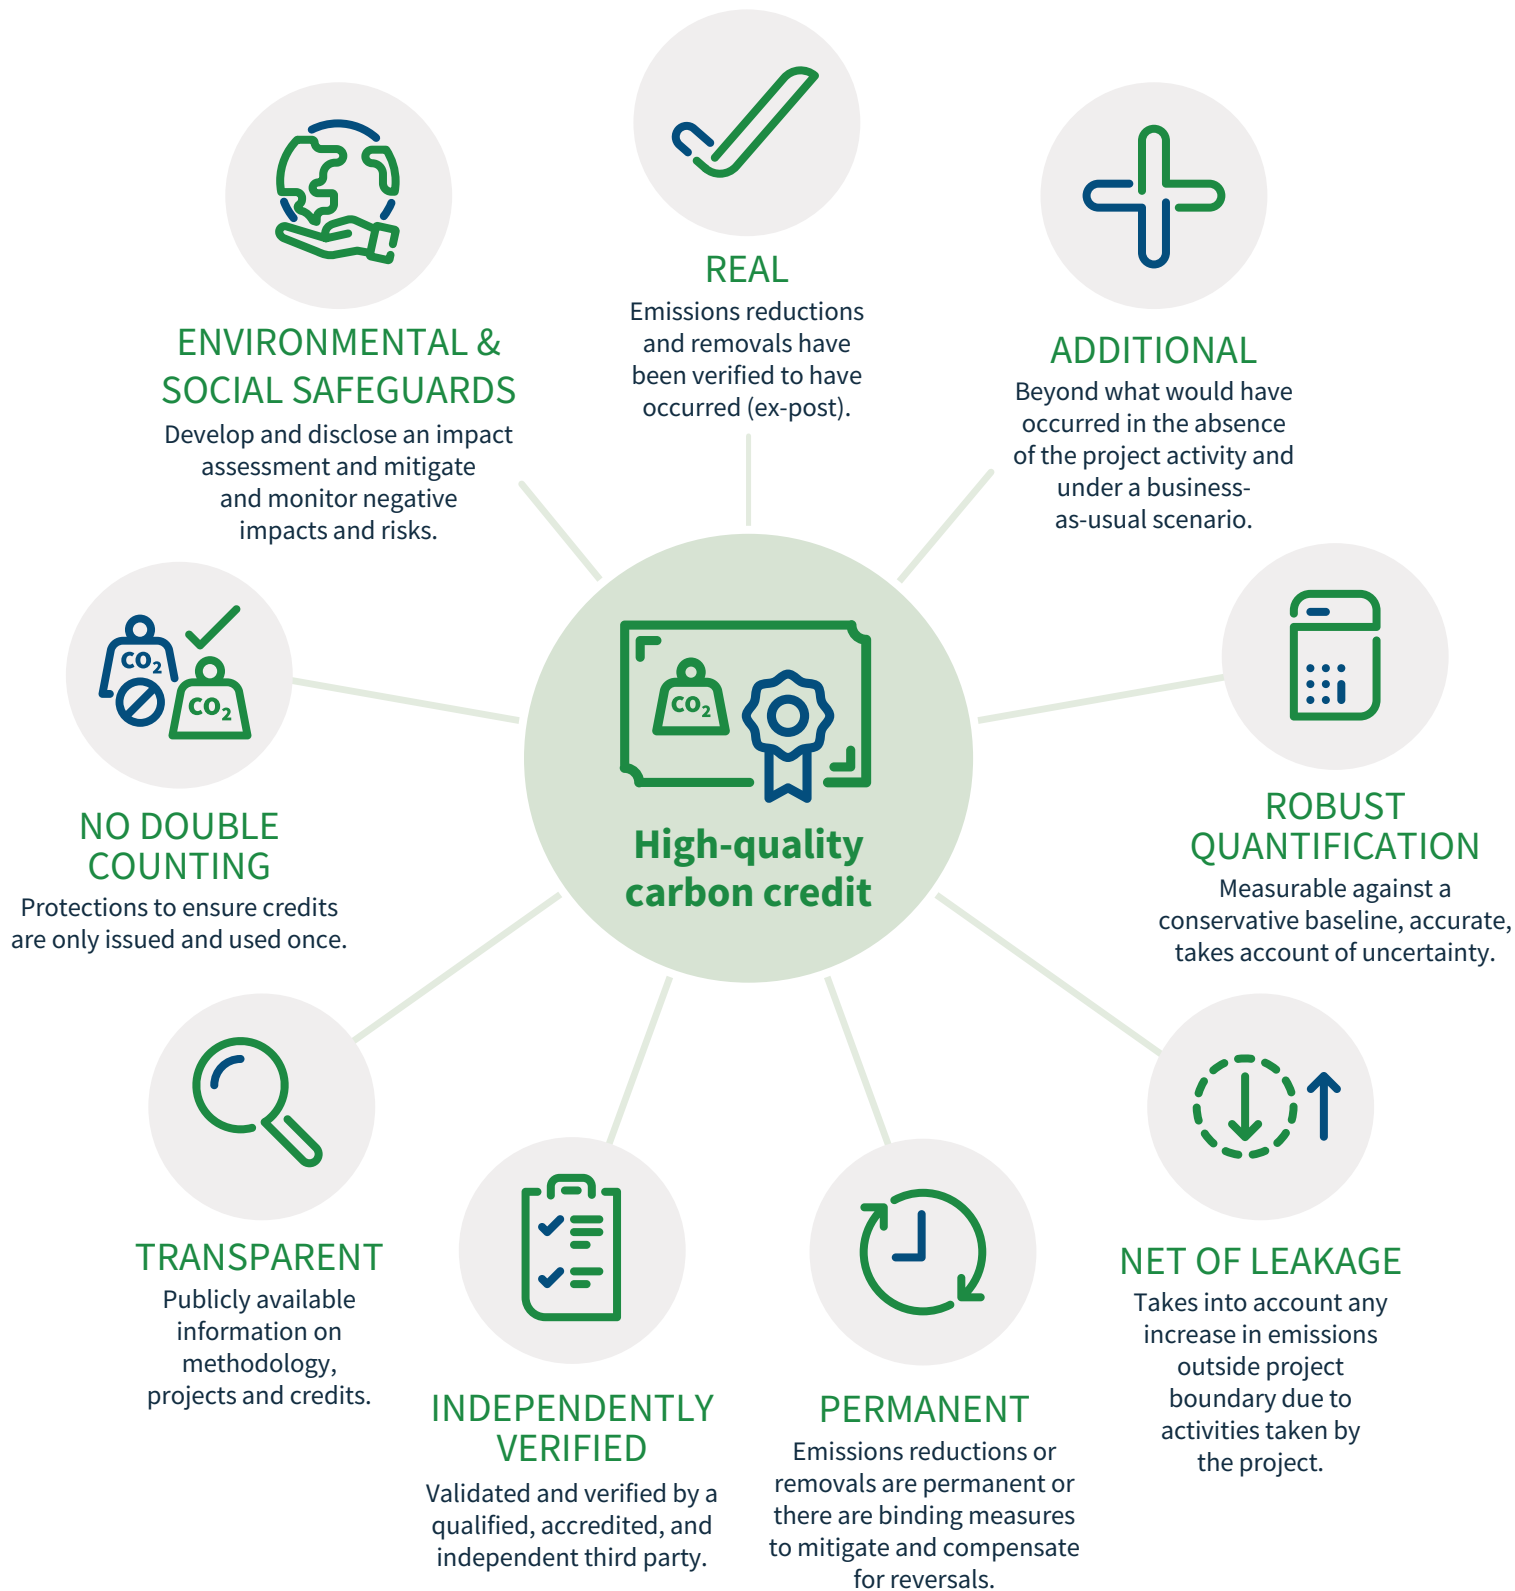 REAL
Emissions reductions
and removals have
been verified to have
occurred (ex-post).
ADDITIONAL
Beyond what would have
occurred in the absence
of the project activity and
under a business-
as-usual scenario.
ROBUST
QUANTIFICATION
Measurable against a
conservative baseline, accurate,
takes account of uncertainty.
NET OF LEAKAGE
Takes into account any
increase in emissions
outside project
boundary due to
activities taken by
the project.
PERMANENT
Emissions reductions or
removals are permanent or
there are binding measures
to mitigate and compensate
for reversals.
INDEPENDENTLY
VERIFIED
Validated and verified by a
qualified, accredited, and
independent third party.
TRANSPARENT
Publicly available
information on
methodology,
projects and credits.
CO₂
CO₂
NO DOUBLE
COUNTING
Protections to ensure credits
are only issued and used once.
ENVIRONMENTAL &
SOCIAL SAFEGUARDS
Develop and disclose an impact
assessment and mitigate
and monitor negative
impacts and risks.
CO₂
High-quality
carbon credit